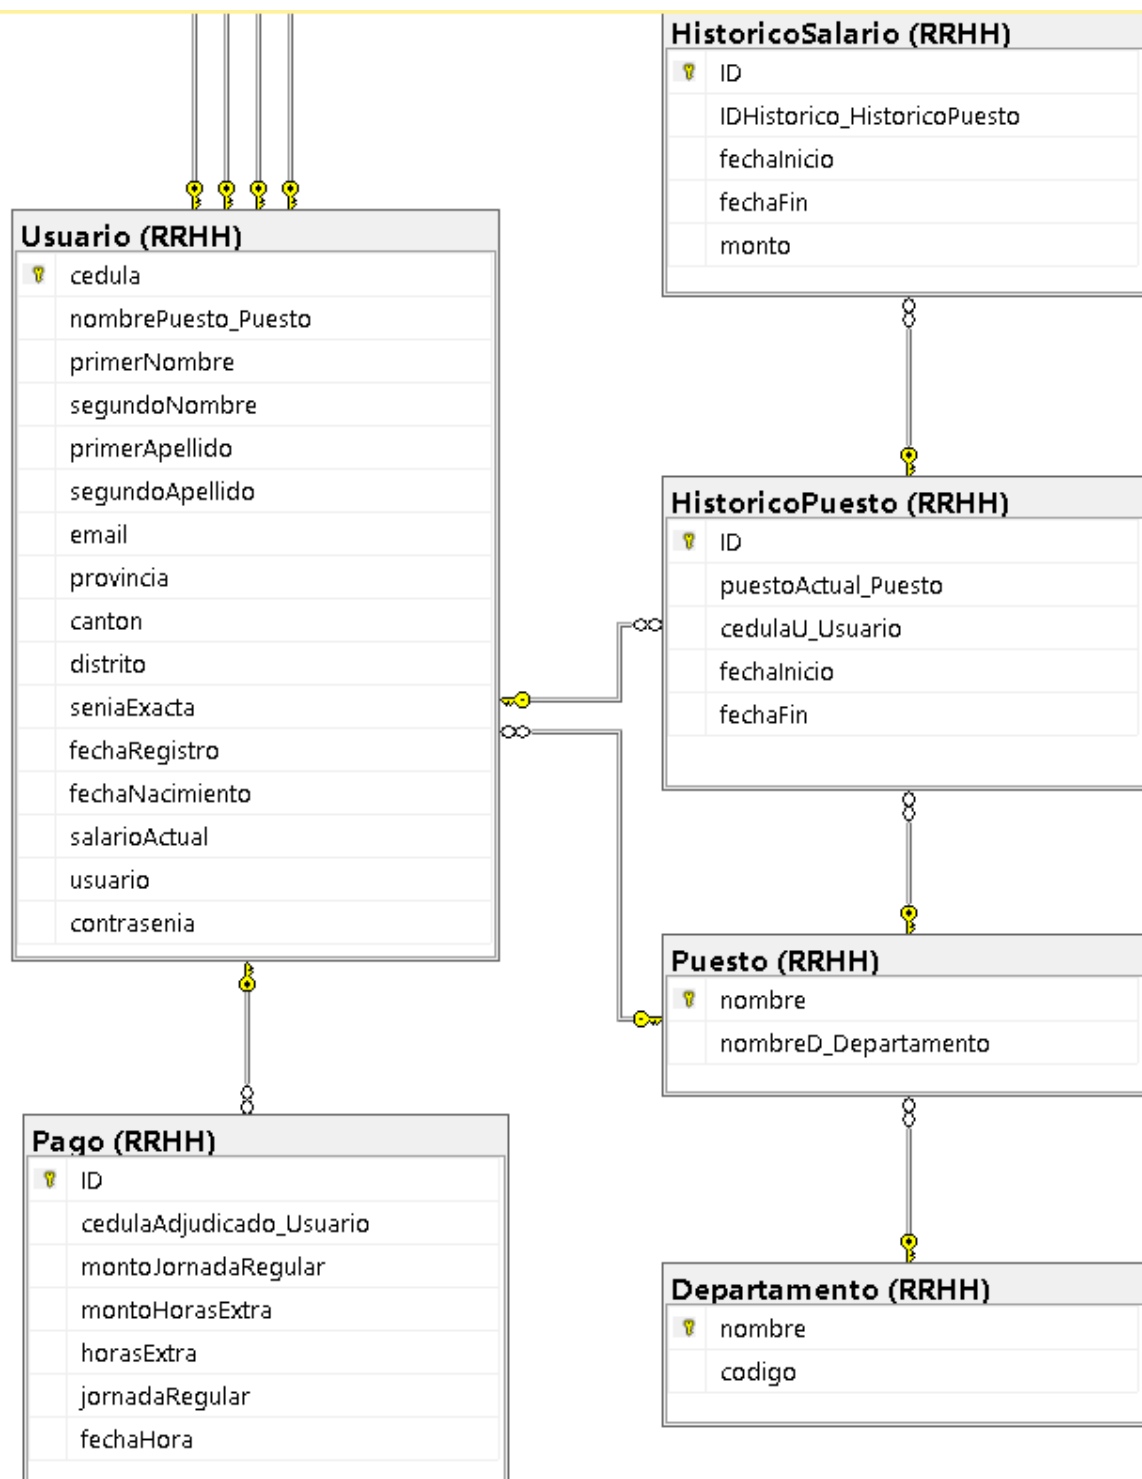 HistoricoSalario (RRHH)
ID
IDHistorico_HistoricoPuesto
fechaInicio
fechaFin
monto
Usuario (RRHH)
cedula
nombrePuesto_Puesto
primerNombre
segundoNombre
primerApellido
segundoApellido
email
provincia
canton
distrito
seniaExacta
fechaRegistro
fechaNacimiento
salarioActual
usuario
contrasenia
HistoricoPuesto (RRHH)
ID
puestoActual_Puesto
cedulaU_Usuario
fechaInicio
fechaFin
Puesto (RRHH)
nombre
nombreD_Departamento
Pago (RRHH)
ID
cedulaAdjudicado_Usuario
montoJornadaRegular
montoHorasExtra
horasExtra
jornadaRegular
fechaHora
Departamento (RRHH)
nombre
codigo